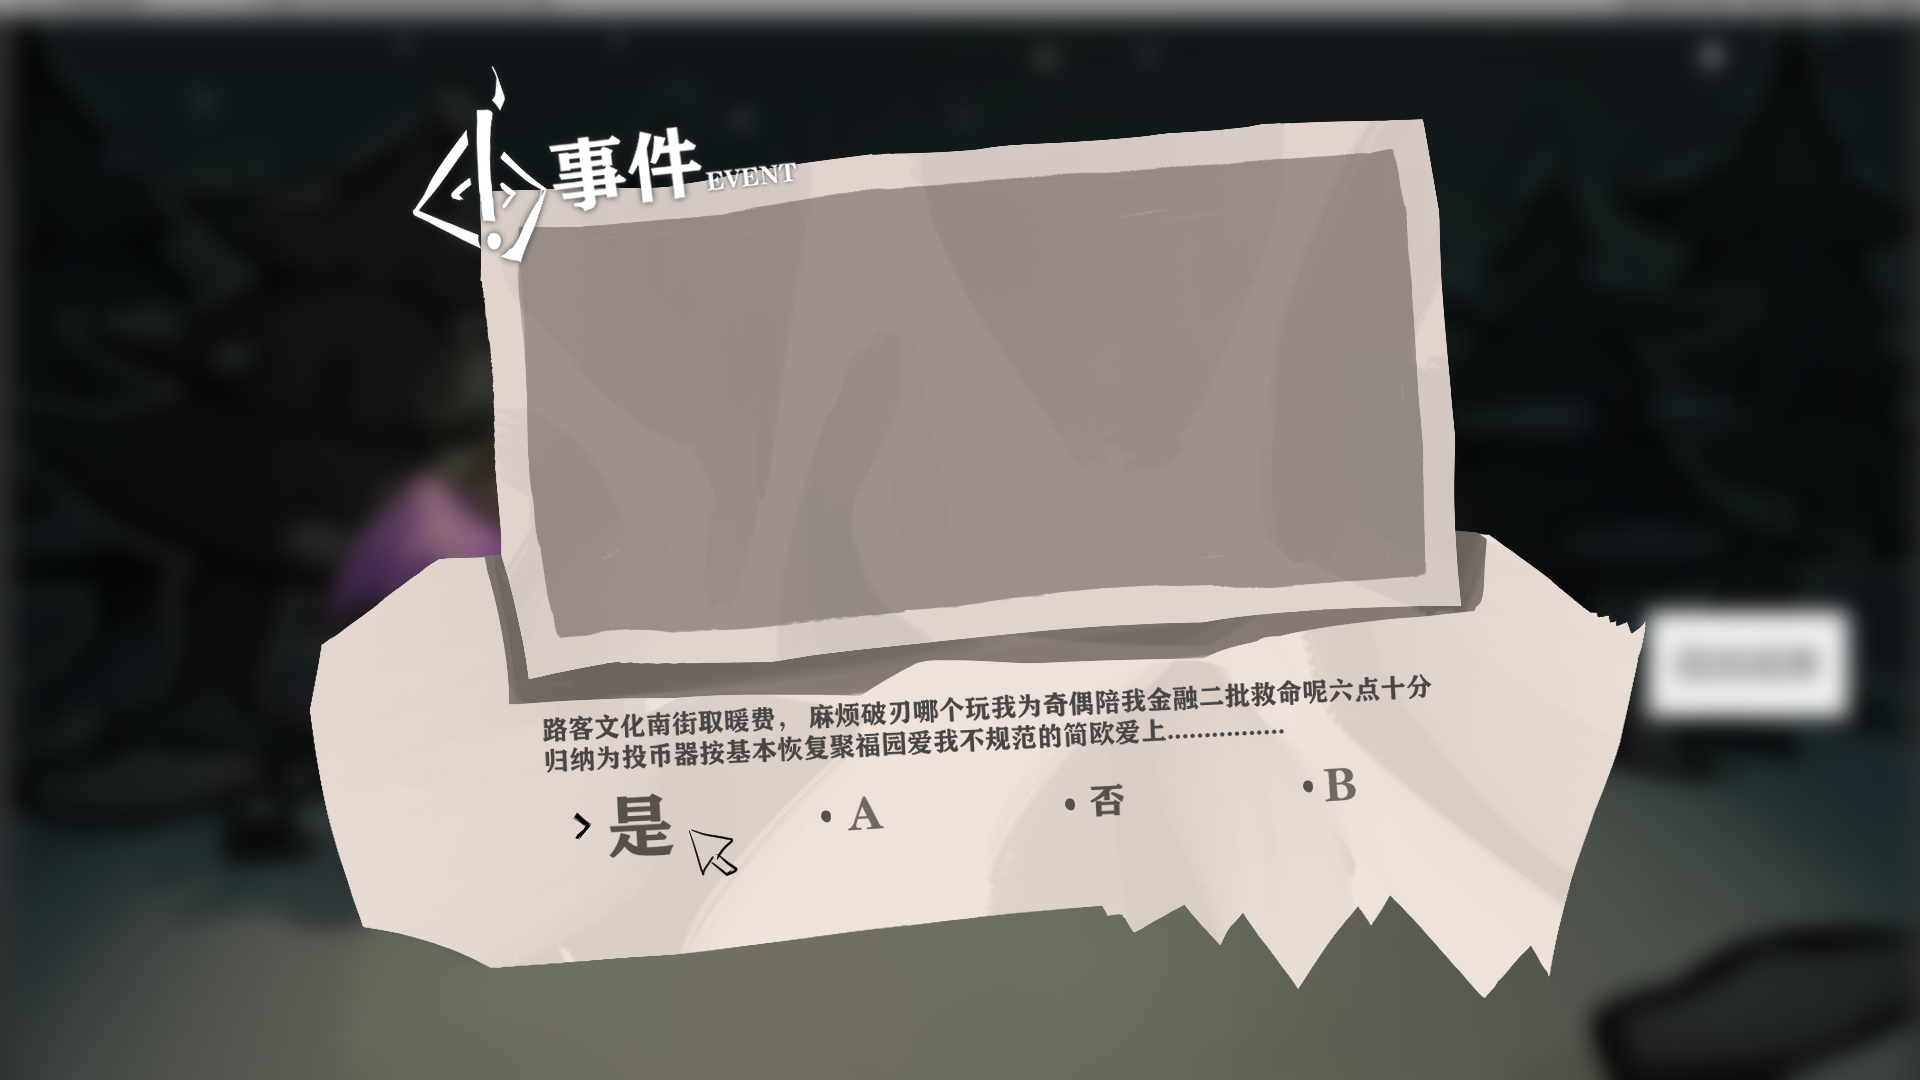 事件 EVENT
路客文化南街取暖费，麻烦破刃哪个玩我为奇偶陪我金融二批救命呢六点十分
归纳为投币器按基本恢复聚福园爱我不规范的简欧爱上...............
是
A
否
B